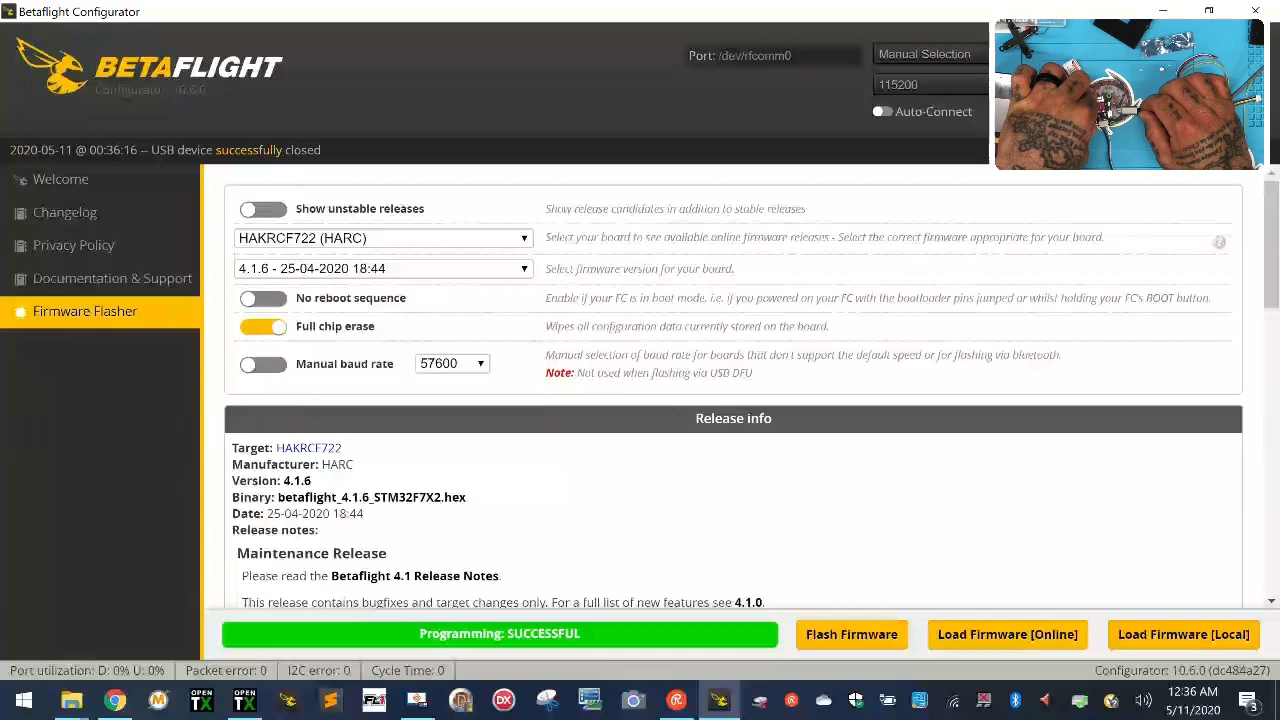 Betaflight Configurator
BETAFLIGHT
Configurator 10.6.0
Port: /dev/rfcomm0
Manual Selection
115200
Auto-Connect
2020-05-11 @ 00:36:16 -- USB device successfully closed
Welcome
Changelog
Privacy Policy
Documentation & Support
Firmware Flasher
Show unstable releases Show release candidates in addition to stable releases
HAKRCF722 (HARC) Select your board to see available online firmware releases - Select the correct firmware appropriate for your board.
4.1.6 - 25-04-2020 18:44 Select firmware version for your board.
No reboot sequence Enable if your FC is in boot mode, i.e. if you powered on your FC with the bootloader pins jumped or whilst holding your FC's BOOT button.
Full chip erase Wipes all configuration data currently stored on the board.
Manual baud rate 57600 Manual selection of baud rate for boards that don't support the default speed or for flashing via bluetooth.
Note: Not used when flashing via USB DFU
Release info
Target: HAKRCF722
Manufacturer: HARC
Version: 4.1.6
Binary: betaflight_4.1.6_STM32F7X2.hex
Date: 25-04-2020 18:44
Release notes:
Maintenance Release
Please read the Betaflight 4.1 Release Notes.
This release contains bugfixes and target changes only. For a full list of new features see 4.1.0.
Programming: SUCCESSFUL
Flash Firmware
Load Firmware [Online]
Load Firmware [Local]
Port utilization: D: 0% U: 0% Packet error: 0 I2C error: 0 Cycle Time: 0 Configurator: 10.6.0 (dc484a27)
OPEN TX
OPEN TX
DX
12:36 AM
5/11/2020
3